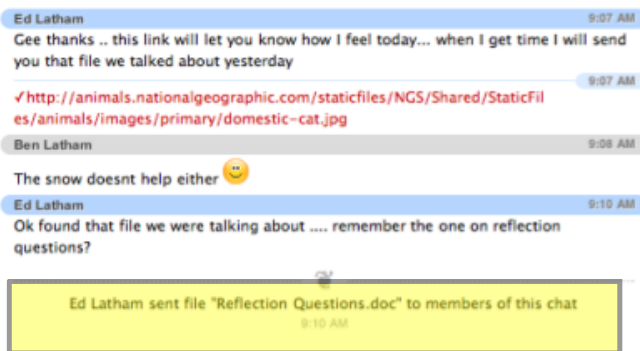 Ed Latham 9:07 AM
Gee thanks .. this link will let you know how I feel today... when I get time I will send
you that file we talked about yesterday
9:07 AM
✓http://animals.nationalgeographic.com/staticfiles/NGS/Shared/StaticFil
es/animals/images/primary/domestic-cat.jpg
Ben Latham 9:08 AM
The snow doesnt help either
Ed Latham 9:10 AM
Ok found that file we were talking about .... remember the one on reflection
questions?
Ed Latham sent file "Reflection Questions.doc" to members of this chat
9:10 AM